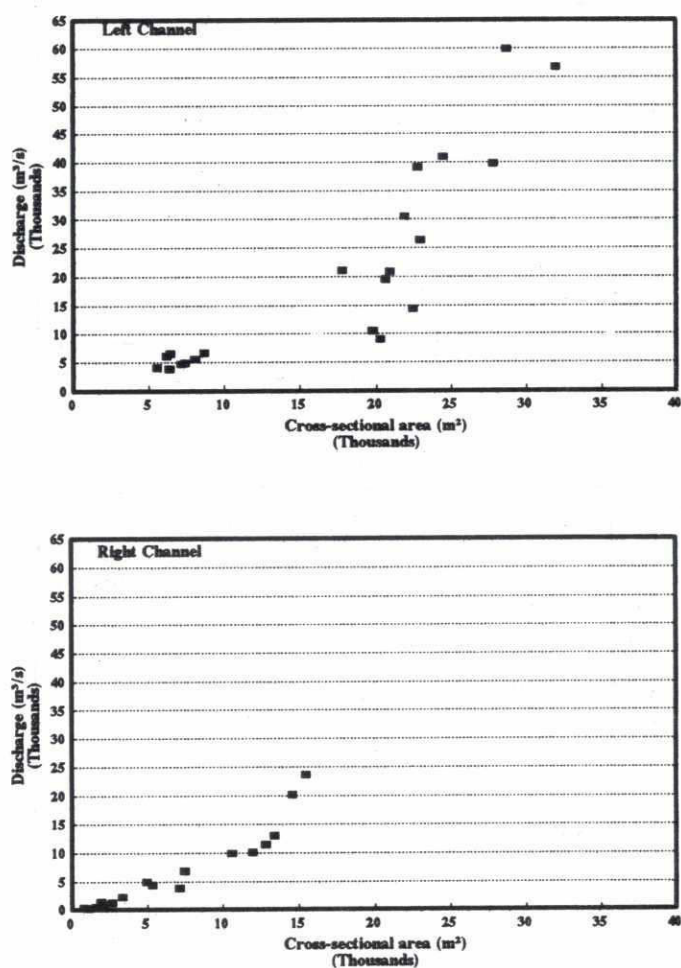 Left Channel
65
60
55
50
45
40
35
30
25
20
15
10
5
0
Discharge (m³/s)
(Thousands)
0 5 10 15 20 25 30 35 40
Cross-sectional area (m²)
(Thousands)
Right Channel
65
60
55
50
45
40
35
30
25
20
15
10
5
0
Discharge (m³/s)
(Thousands)
0 5 10 15 20 25 30 35 40
Cross-sectional area (m²)
(Thousands)